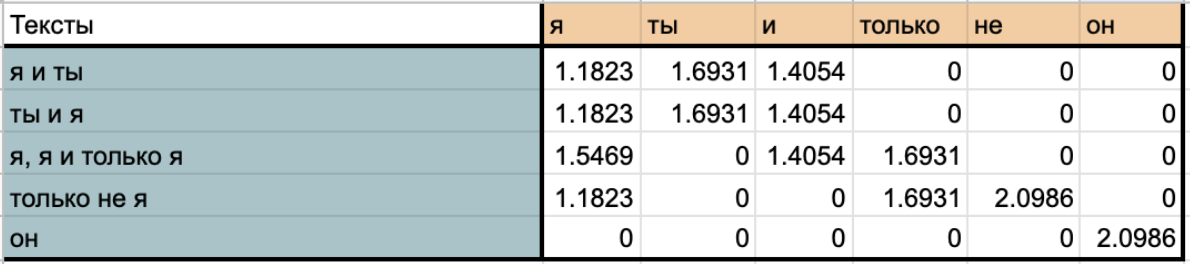 Тексты я ты и только не он
я и ты 1.1823 1.6931 1.4054 0 0 0
ты и я 1.1823 1.6931 1.4054 0 0 0
я, я и только я 1.5469 0 1.4054 1.6931 0 0
только не я 1.1823 0 0 1.6931 2.0986 0
он 0 0 0 0 0 2.0986